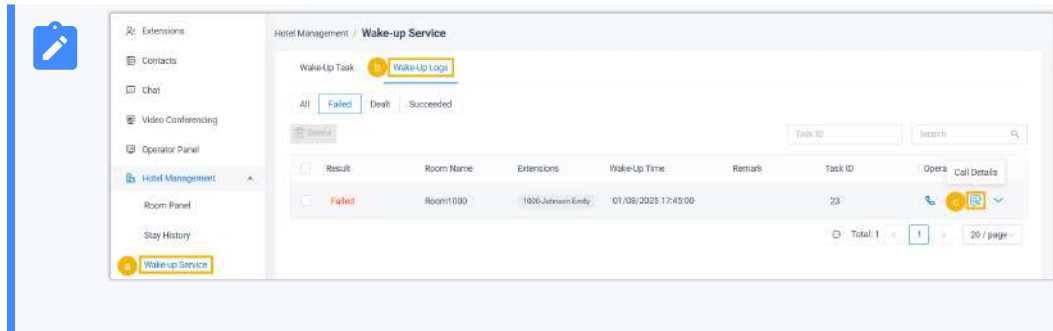 Extensions
Contacts
Chat
Video Conferencing
Operator Panel
Hotel Management
Room Panel
Stay History
a Wake-up Service
Hotel Management / Wake-up Service
Wake-Up Task b Wake-Up Logs
All Failed Dealt Succeeded
Delete Task ID Search
Result Room Name Extensions Wake-Up Time Remark Task ID Opera
Call Details
Failed Room1000 1000-Johnson Emily 01/08/2025 17:45:00 23 c
Total: 1 < 1 > 20 / page